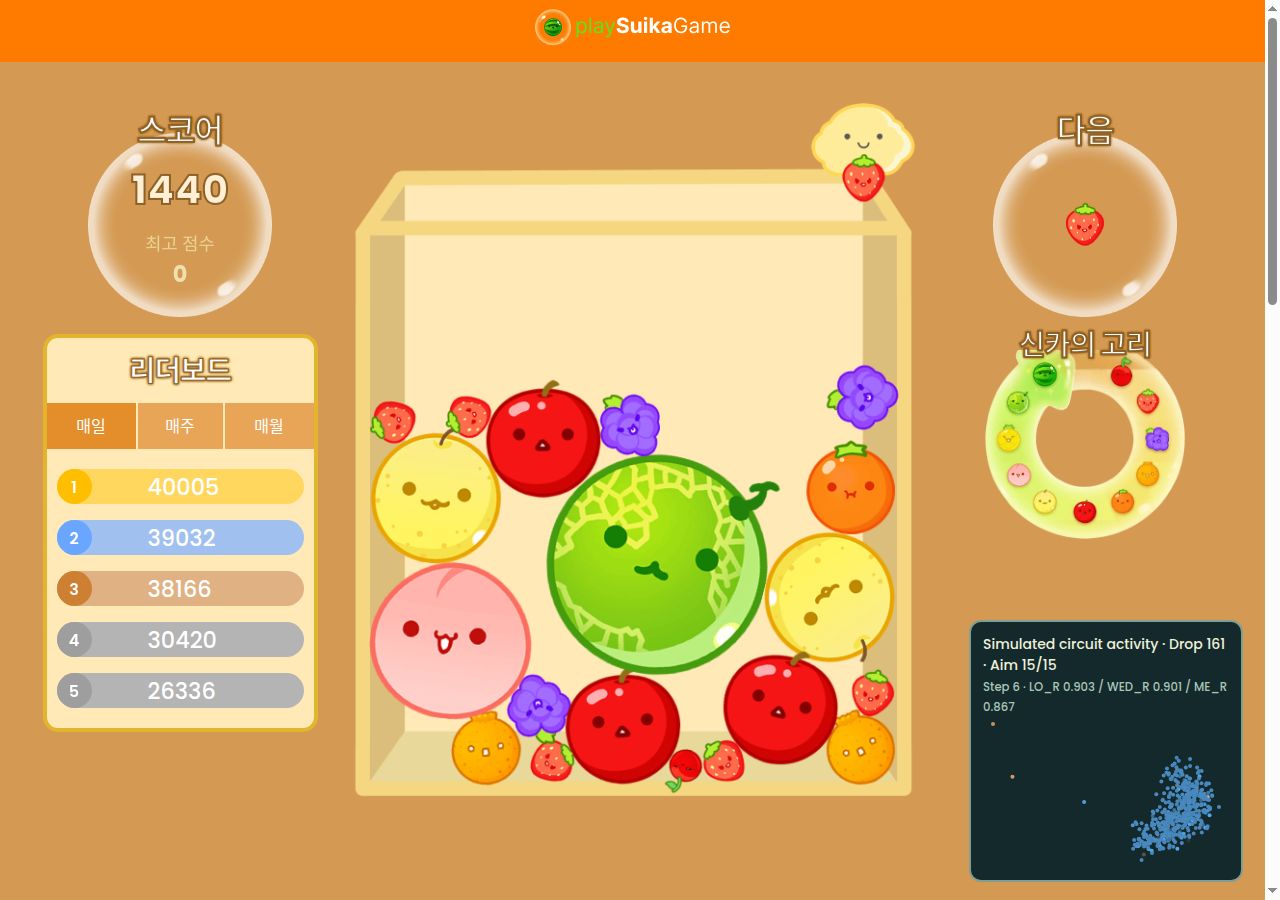 playSuikaGame
스코어
1440
최고 점수
0
리더보드
매일 매주 매월
1 40005
2 39032
3 38166
4 30420
5 26336
다음
신카의 고리
Simulated circuit activity · Drop 161
· Aim 15/15
Step 6 · LO_R 0.903 / WED_R 0.901 / ME_R
0.867